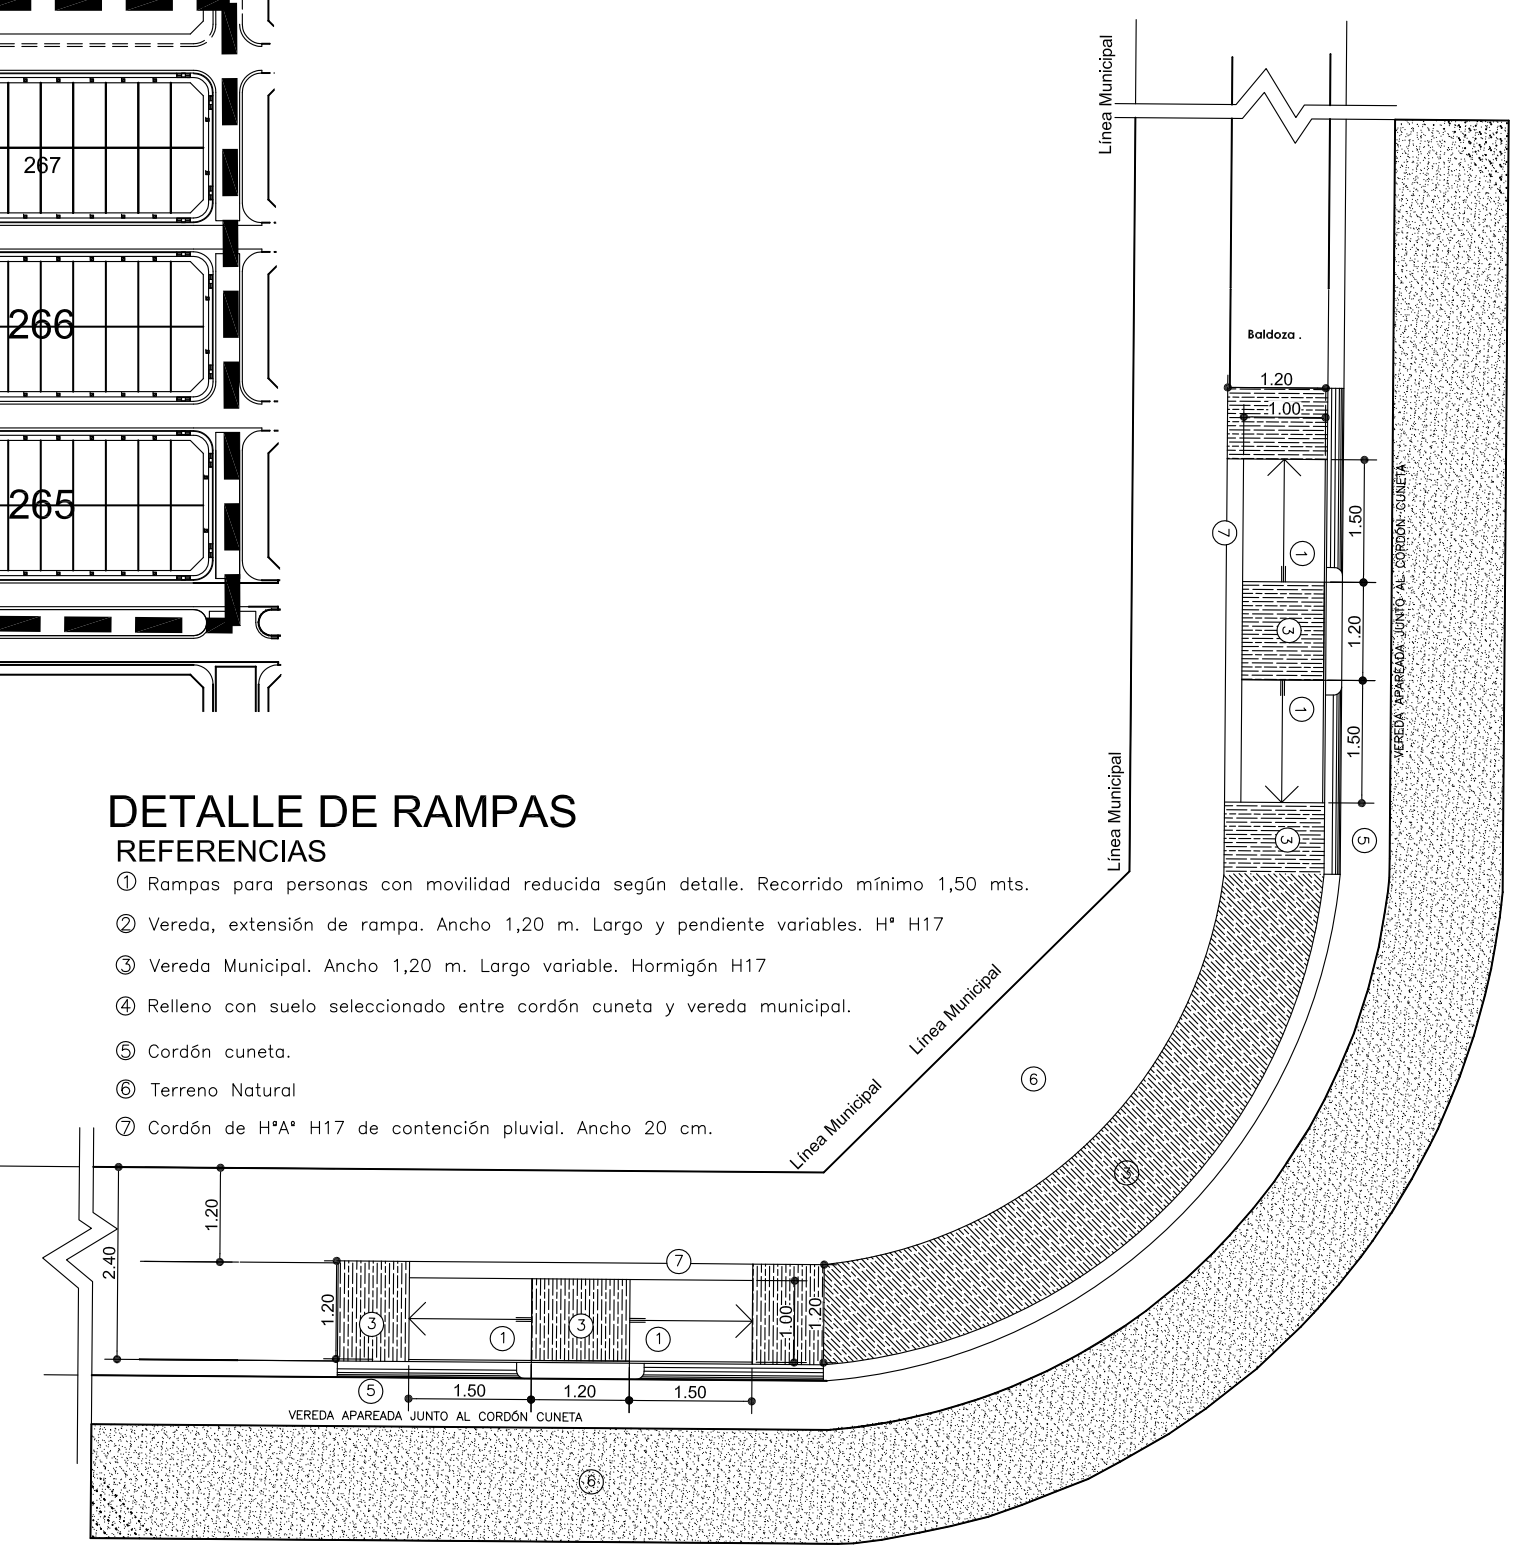 267
266
265
Línea Municipal
Baldoza .
1.20
1.00
7
1
1.50
3
1.20
1
1.50
3
5
VEREDA APAREADA JUNTO AL CORDÓN CUNETA
Línea Municipal
DETALLE DE RAMPAS
REFERENCIAS
1 Rampas para personas con movilidad reducida según detalle. Recorrido mínimo 1,50 mts.
2 Vereda, extensión de rampa. Ancho 1,20 m. Largo y pendiente variables. Hº H17
3 Vereda Municipal. Ancho 1,20 m. Largo variable. Hormigón H17
4 Relleno con suelo seleccionado entre cordón cuneta y vereda municipal.
5 Cordón cuneta.
6 Terreno Natural
7 Cordón de HºAº H17 de contención pluvial. Ancho 20 cm.
Línea Municipal
Línea Municipal
6
1.20
2.40
7
1.20
3
1
3
1
1.00
1.20
5
1.50
1.20
1.50
VEREDA APAREADA JUNTO AL CORDÓN CUNETA
6